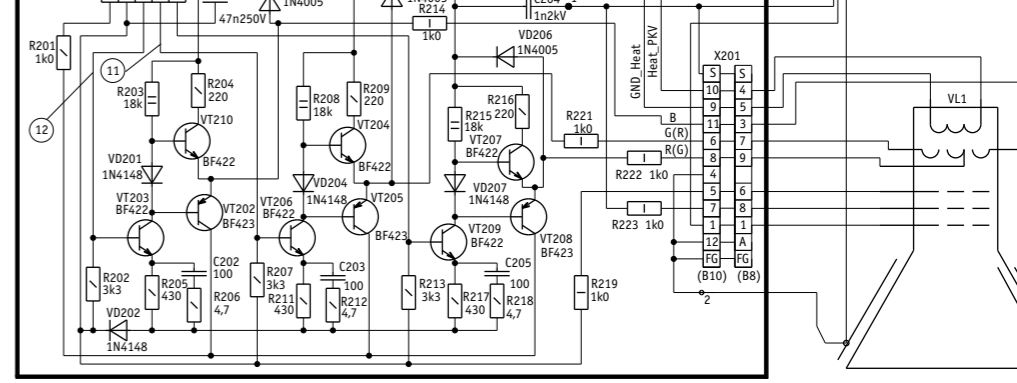 47n250V
1N4005
R214
1k0
1n2kV
R201
1k0
11
12
R203
18k
R204
220
VT210
BF422
VD201
1N4148
VT203
BF422
VT202
BF423
R202
3k3
C202
100
R205
430
R206
4,7
VD202
1N4148
R208
18k
R209
220
VT204
BF422
VD204
1N4148
VT206
BF422
VT205
BF423
R207
3k3
C203
100
R211
430
R212
4,7
VD206
1N4005
R215
18k
R216
220
VT207
BF422
VD207
1N4148
VT209
BF422
VT208
BF423
R213
3k3
C205
100
R217
430
R218
4,7
R221
1k0
R222 1k0
R223 1k0
R219
1k0
GND_Heat
Heat_PKV
B
G(R)
R(G)
X201
S S
10 4
9 5
11 3
6 7
8 9
4
5 6
7 8
1 1
12 A
FG FG
(B10) (B8)
2
VL1